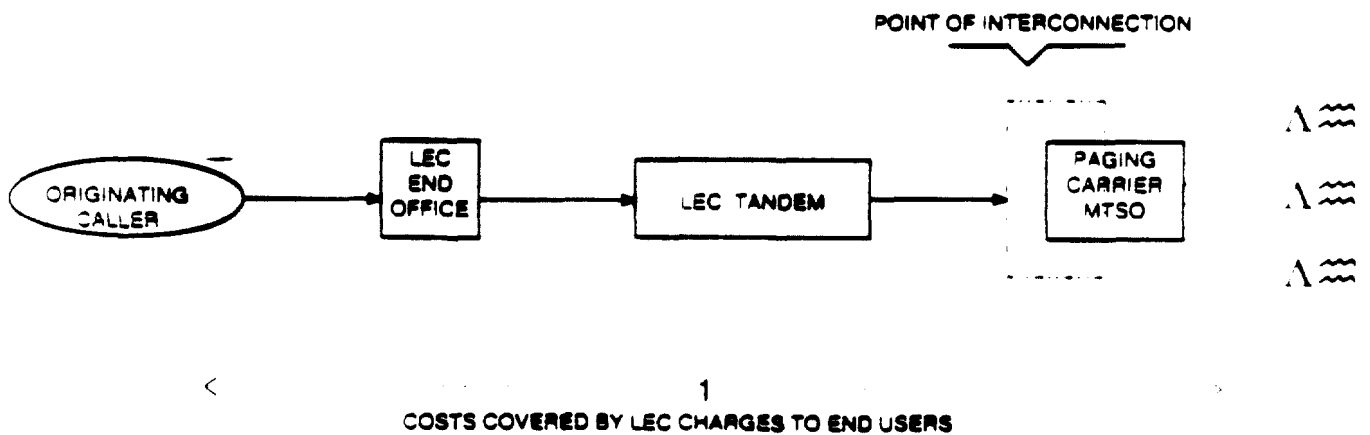 POINT OF INTERCONNECTION
LEC
END
OFFICE
PAGING
CARRIER
MTSO
ORIGINATING
CALLER
LEC TANDEM
1
COSTS COVERED BY LEC CHARGES TO END USERS